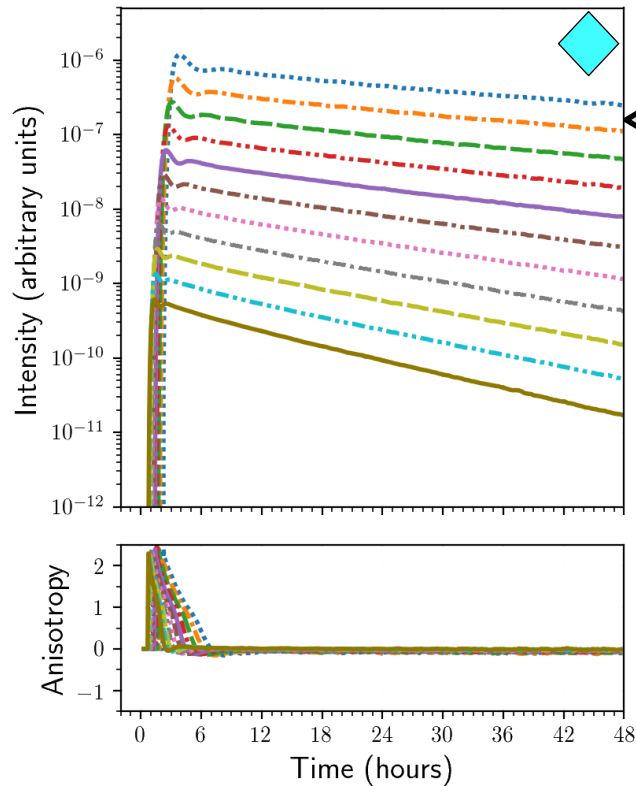 10⁻⁶
10⁻⁷
10⁻⁸
10⁻⁹
10⁻¹⁰
10⁻¹¹
10⁻¹²
Intensity (arbitrary units)
2
1
0
−1
Anisotropy
0 6 12 18 24 30 36 42 48
Time (hours)